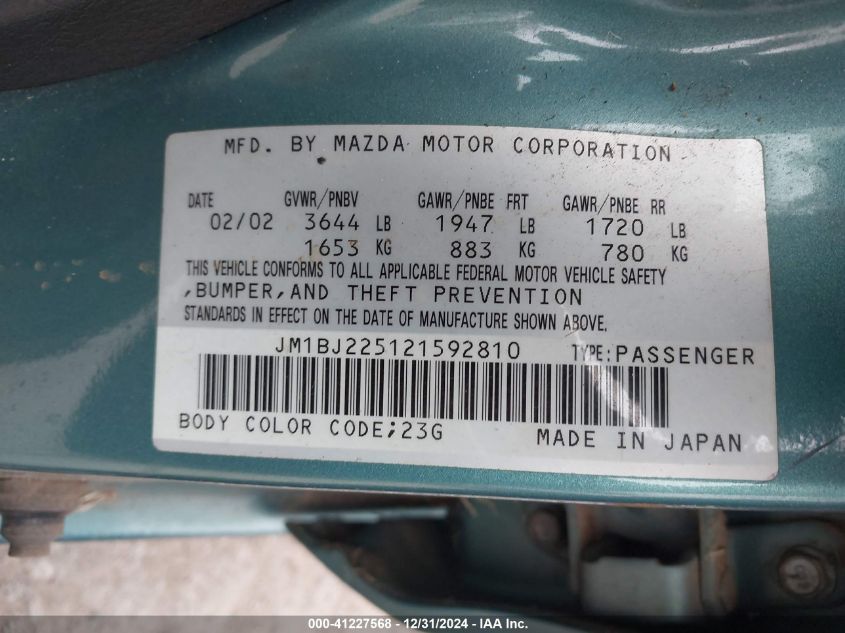 MFD. BY MAZDA MOTOR CORPORATION
DATE GVWR/PNBV GAWR/PNBE FRT GAWR/PNBE RR
02/02 3644 LB 1947 LB 1720 LB
1653 KG 883 KG 780 KG
THIS VEHICLE CONFORMS TO ALL APPLICABLE FEDERAL MOTOR VEHICLE SAFETY
,BUMPER,AND THEFT PREVENTION
STANDARDS IN EFFECT ON THE DATE OF MANUFACTURE SHOWN ABOVE.
JM1BJ225121592810 TYPE:PASSENGER
BODY COLOR CODE;23G MADE IN JAPAN
000-41227568 - 12/31/2024 - IAA Inc.